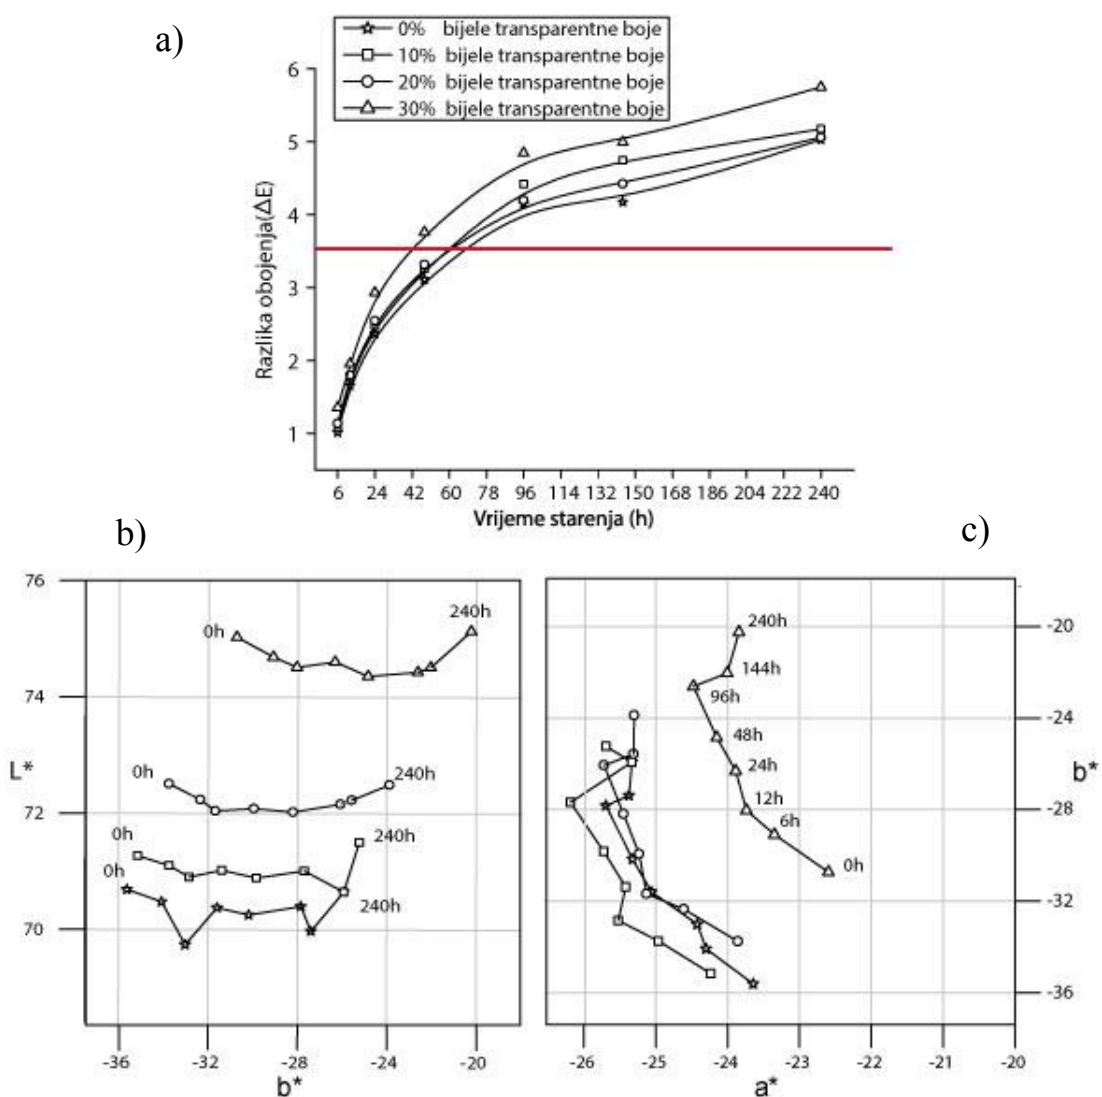 a)
0% bijele transparentne boje
10% bijele transparentne boje
20% bijele transparentne boje
30% bijele transparentne boje
Razlika obojenja(ΔE)
6
5
4
3
2
1
6 24 42 60 78 96 114 132 150 168 186 204 222 240
Vrijeme starenja (h)
b)
76
74
72
70
L*
0h
240h
0h
240h
0h
240h
0h
240h
-36 -32 -28 -24 -20
b*
c)
240h
144h
96h
48h
24h
12h
6h
0h
-20
-24
-28
-32
-36
b*
-26 -25 -24 -23 -22 -21 -20
a*